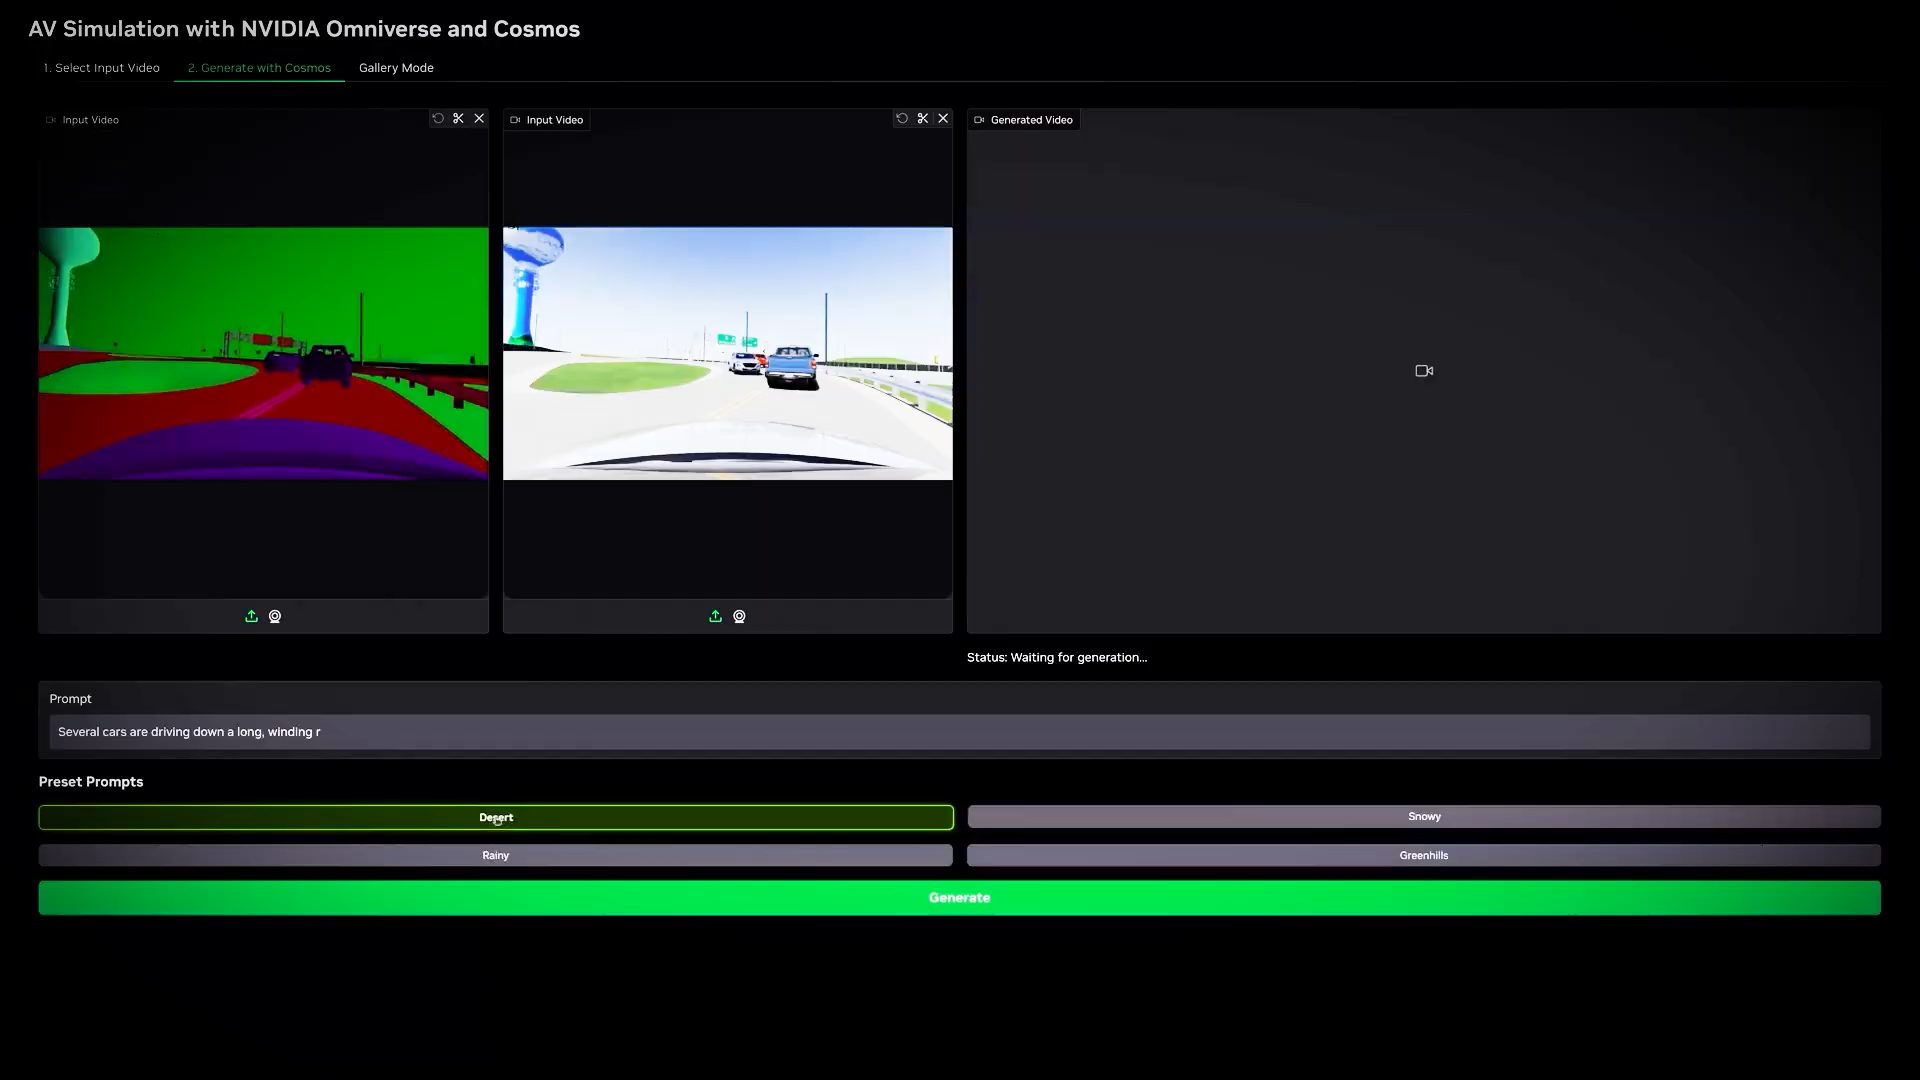 AV Simulation with NVIDIA Omniverse and Cosmos
1. Select Input Video
2. Generate with Cosmos
Gallery Mode
Input Video
Input Video
Generated Video
Status: Waiting for generation...
Prompt
Several cars are driving down a long, winding r
Preset Prompts
Desert
Snowy
Rainy
Greenhills
Generate